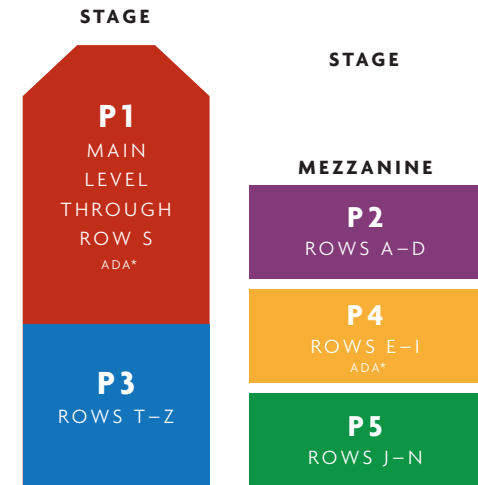 STAGE
P1
MAIN
LEVEL
THROUGH
ROW S
ADA*
P3
ROWS T–Z
STAGE
MEZZANINE
P2
ROWS A–D
P4
ROWS E–I
ADA*
P5
ROWS J–N